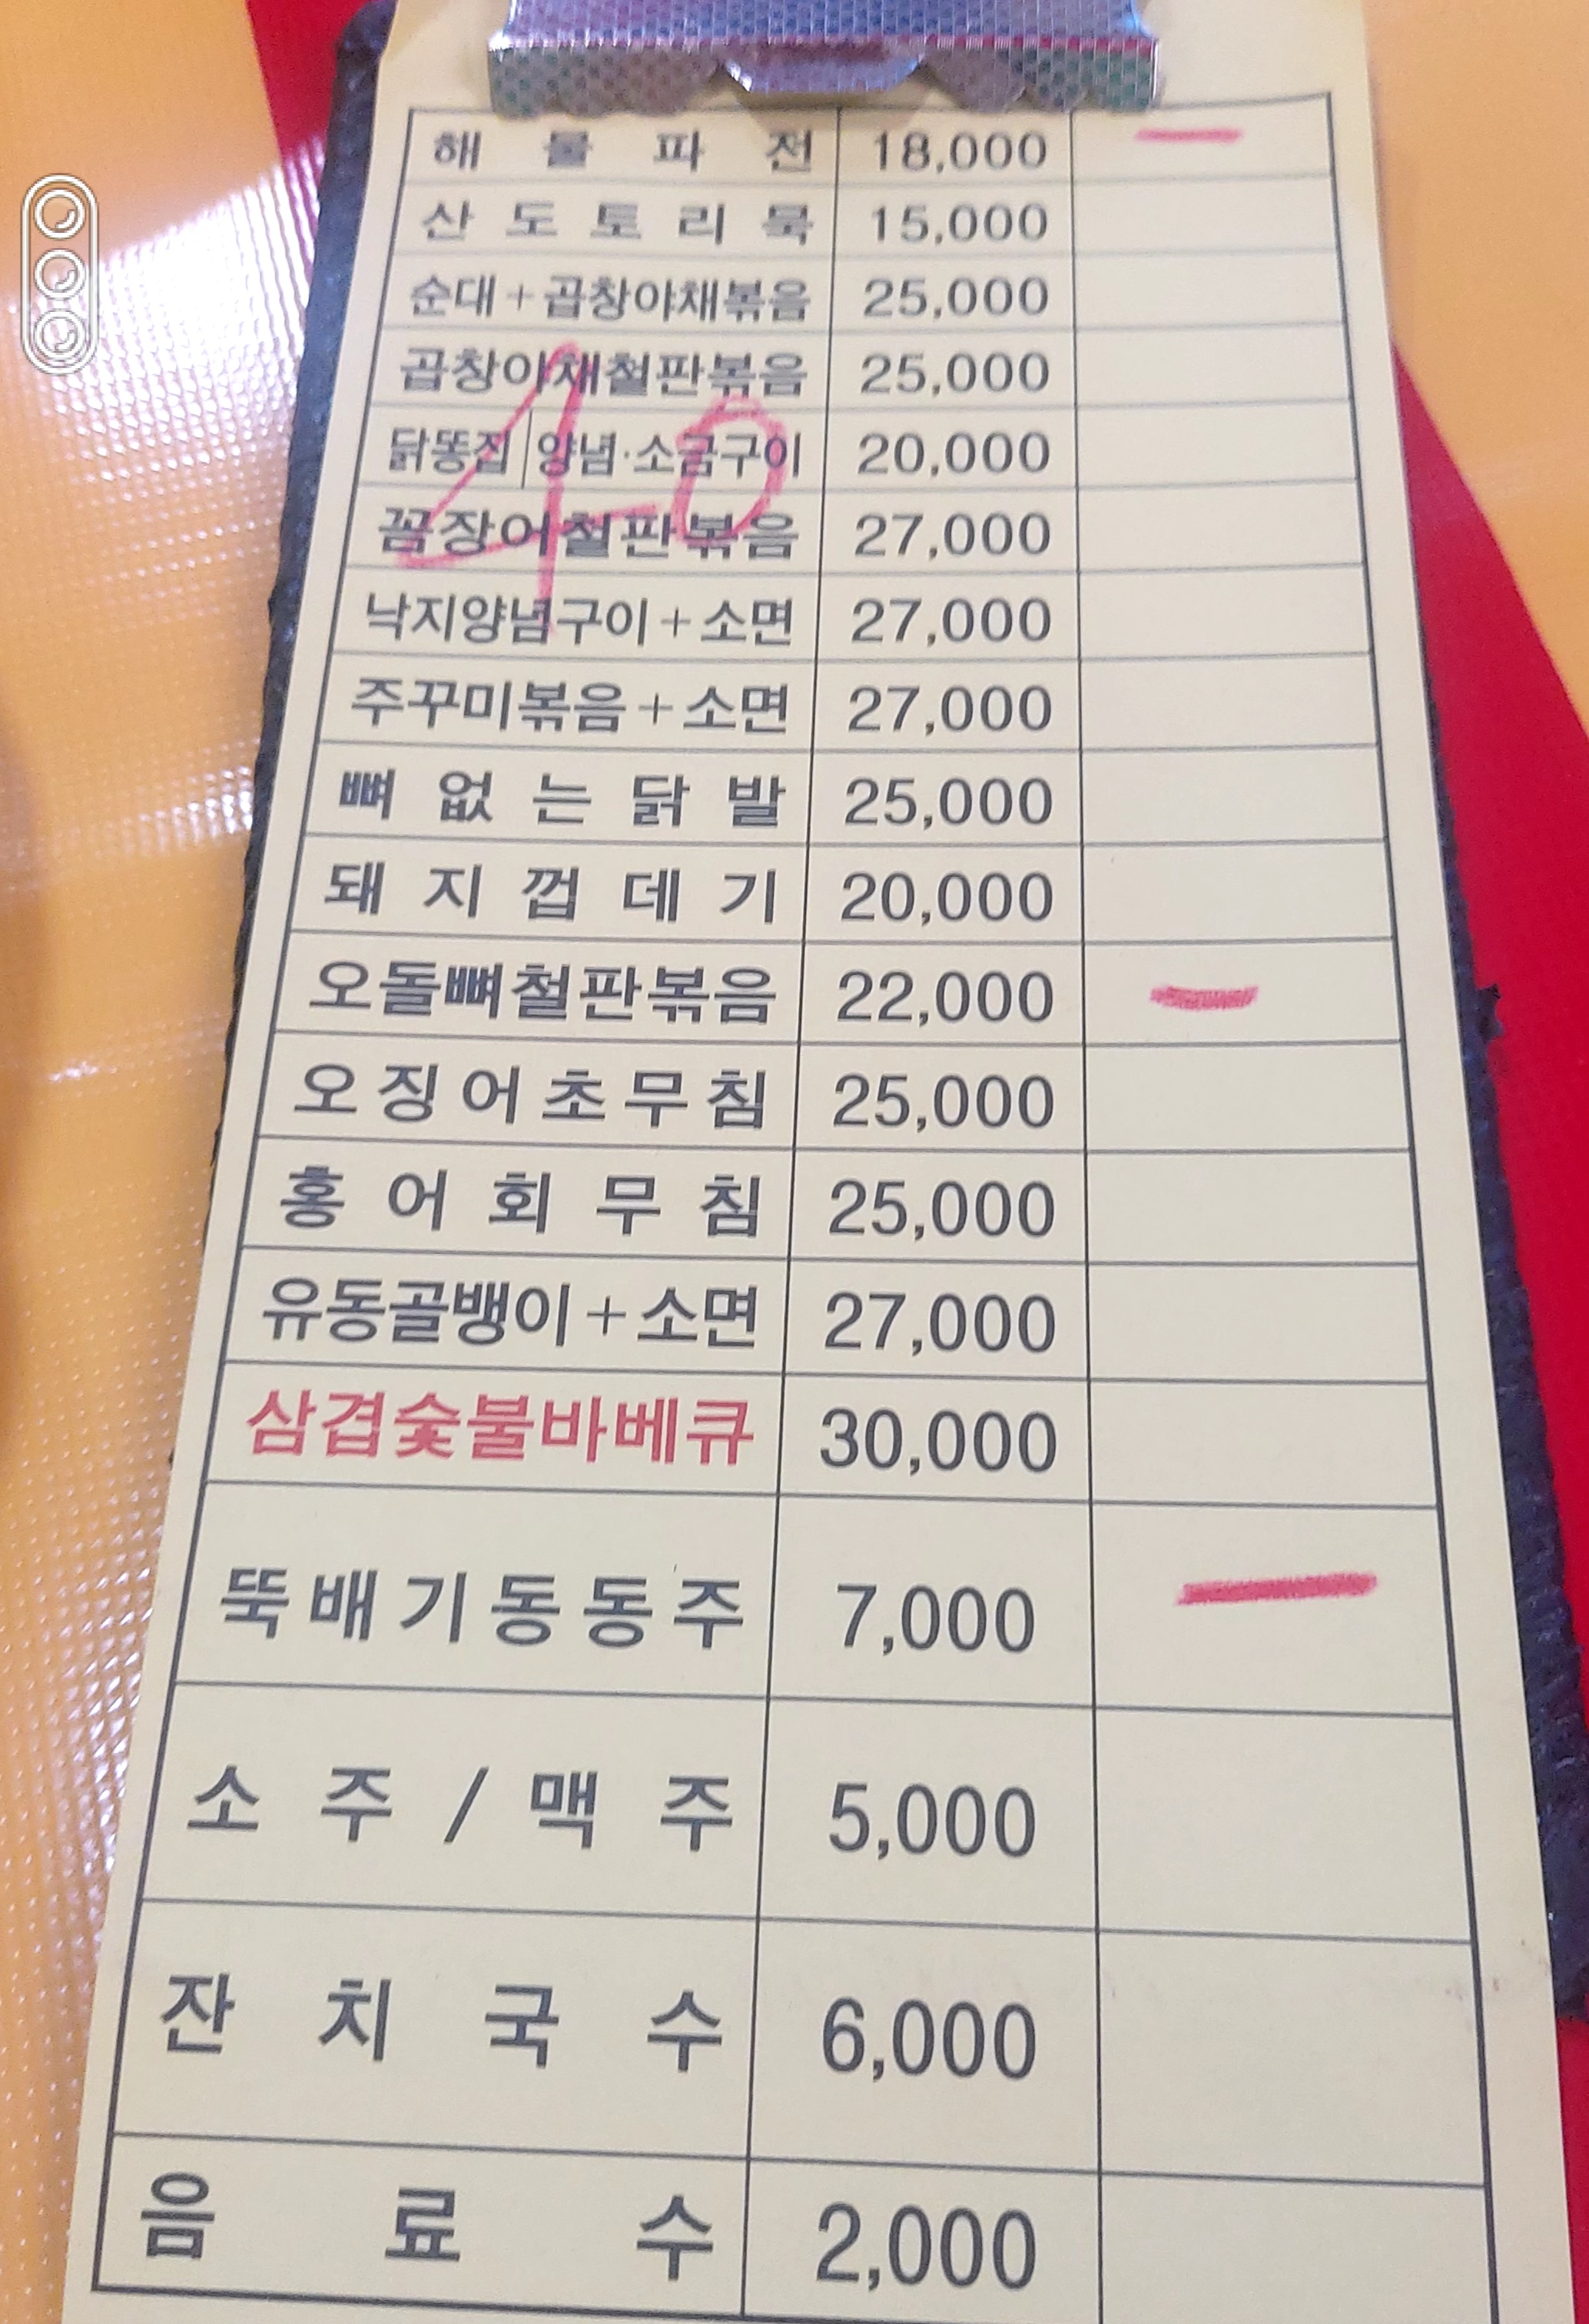 해물파전 18,000
산도토리묵 15,000
순대+곱창야채볶음 25,000
곱창야채철판볶음 25,000
닭똥집 양념·소금구이 20,000
꼼장어철판볶음 27,000
낙지양념구이+소면 27,000
주꾸미볶음+소면 27,000
뼈없는닭발 25,000
돼지껍데기 20,000
오돌뼈철판볶음 22,000
오징어초무침 25,000
홍어회무침 25,000
유동골뱅이+소면 27,000
삼겹숯불바베큐 30,000
뚝배기동동주 7,000
소주/맥주 5,000
잔치국수 6,000
음료수 2,000